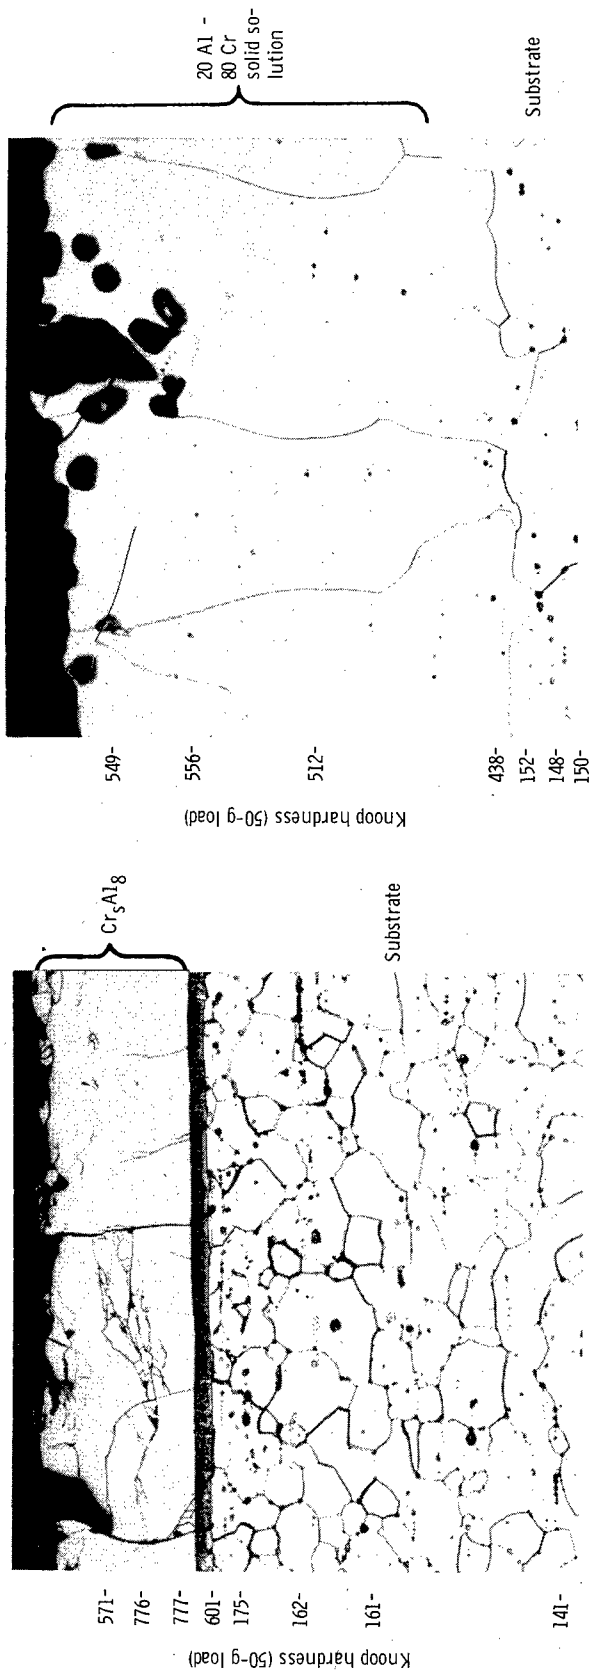 20 Al -
80 Cr
solid so-
lution
Substrate
549-
556-
512-
438-
152-
148-
150-
Knoop hardness (50-g load)
Cr5Al8
Substrate
571-
776-
777-
601-
175-
162-
161-
141-
Knoop hardness (50-g load)